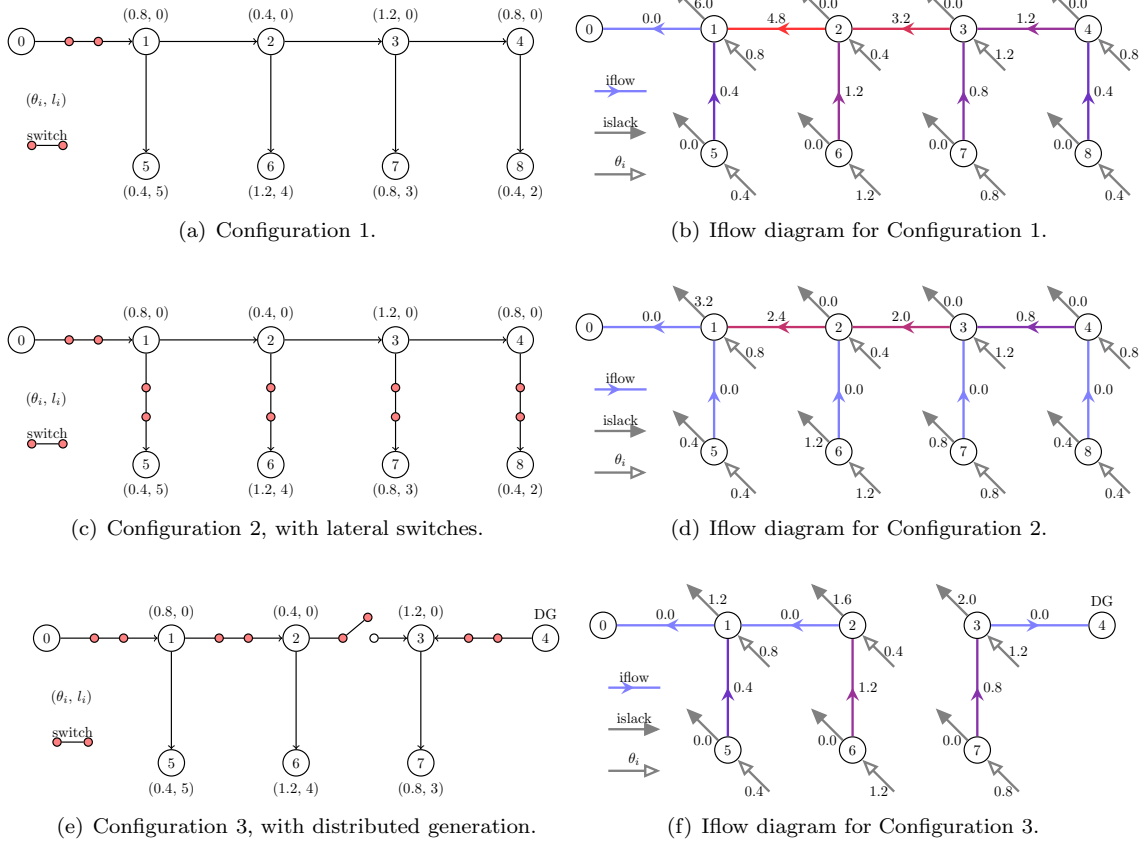 (0.8, 0) (0.4, 0) (1.2, 0) (0.8, 0)
0 1 2 3 4
(θi, li)
switch
5 6 7 8
(0.4, 5) (1.2, 4) (0.8, 3) (0.4, 2)
(a) Configuration 1.
6.0 0.0 0.0 0.0
0.0 4.8 3.2 1.2
0 1 2 3 4
0.8 0.4 1.2 0.8
iflow
0.4 1.2 0.8 0.4
islack
0.0 0.0 0.0 0.0
5 6 7 8
θi
0.4 1.2 0.8 0.4
(b) Iflow diagram for Configuration 1.
(0.8, 0) (0.4, 0) (1.2, 0) (0.8, 0)
0 1 2 3 4
(θi, li)
switch
5 6 7 8
(0.4, 5) (1.2, 4) (0.8, 3) (0.4, 2)
(c) Configuration 2, with lateral switches.
3.2 0.0 0.0 0.0
0.0 2.4 2.0 0.8
0 1 2 3 4
0.8 0.4 1.2 0.8
iflow
0.0 0.0 0.0 0.0
islack
0.4 1.2 0.8 0.4
5 6 7 8
θi
0.4 1.2 0.8 0.4
(d) Iflow diagram for Configuration 2.
(0.8, 0) (0.4, 0) (1.2, 0) DG
0 1 2 3 4
(θi, li)
switch
5 6 7
(0.4, 5) (1.2, 4) (0.8, 3)
(e) Configuration 3, with distributed generation.
1.2 1.6 2.0 DG
0.0 0.0 0.0
0 1 2 3 4
0.8 0.4 1.2
iflow
0.4 1.2 0.8
islack
0.0 0.0 0.0
5 6 7
θi
0.4 1.2 0.8
(f) Iflow diagram for Configuration 3.